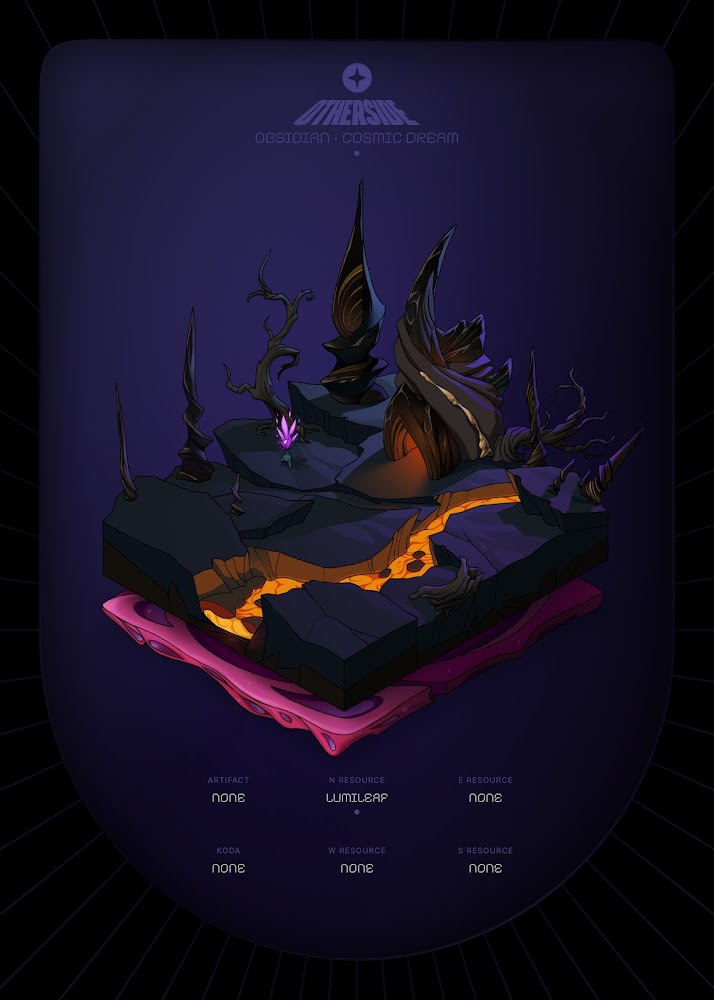 OTHERSIDE
OBSIDIAN • COSMIC DREAM
ARTIFACT N RESOURCE E RESOURCE
NONE LUMILEAF NONE
KODA W RESOURCE S RESOURCE
NONE NONE NONE